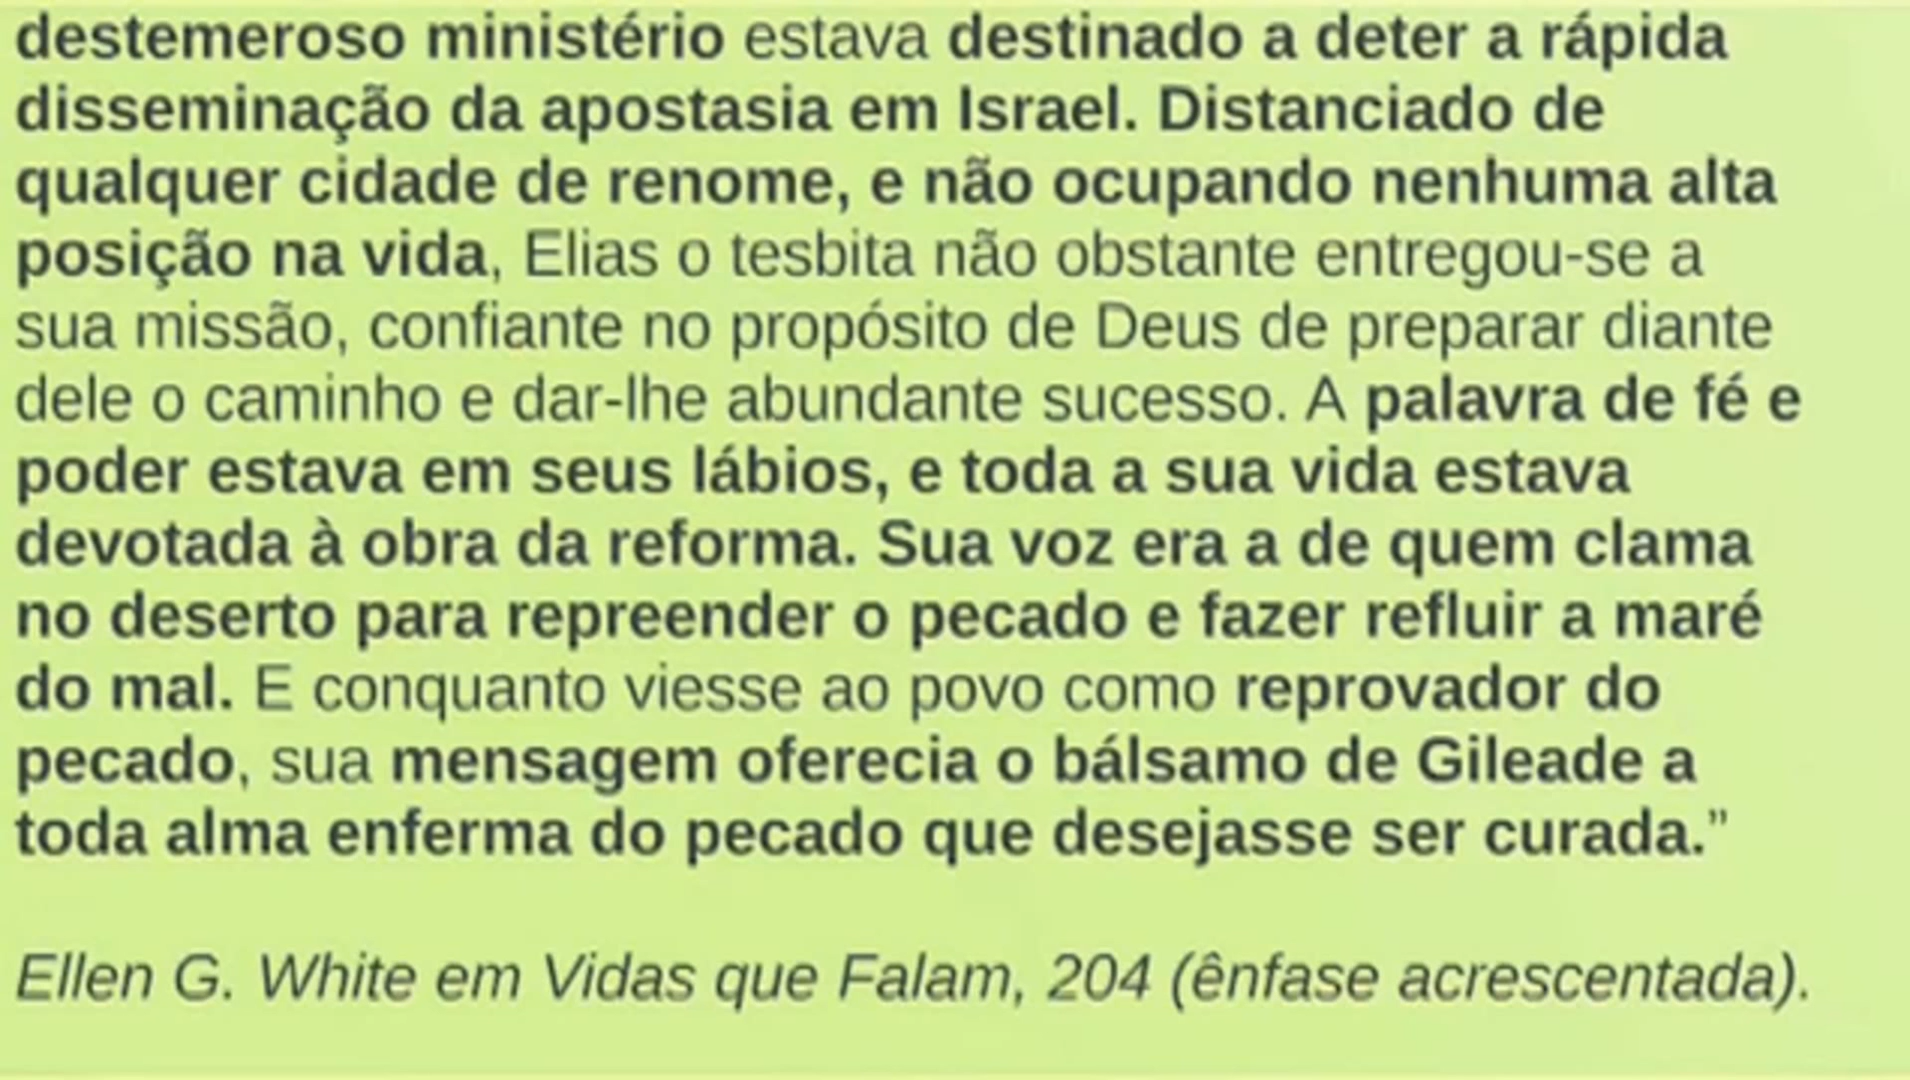 destemeroso ministério estava destinado a deter a rápida
disseminação da apostasia em Israel. Distanciado de
qualquer cidade de renome, e não ocupando nenhuma alta
posição na vida, Elias o tesbita não obstante entregou-se a
sua missão, confiante no propósito de Deus de preparar diante
dele o caminho e dar-lhe abundante sucesso. A palavra de fé e
poder estava em seus lábios, e toda a sua vida estava
devotada à obra da reforma. Sua voz era a de quem clama
no deserto para repreender o pecado e fazer refluir a maré
do mal. E conquanto viesse ao povo como reprovador do
pecado, sua mensagem oferecia o bálsamo de Gileade a
toda alma enferma do pecado que desejasse ser curada.”
Ellen G. White em Vidas que Falam, 204 (ênfase acrescentada).